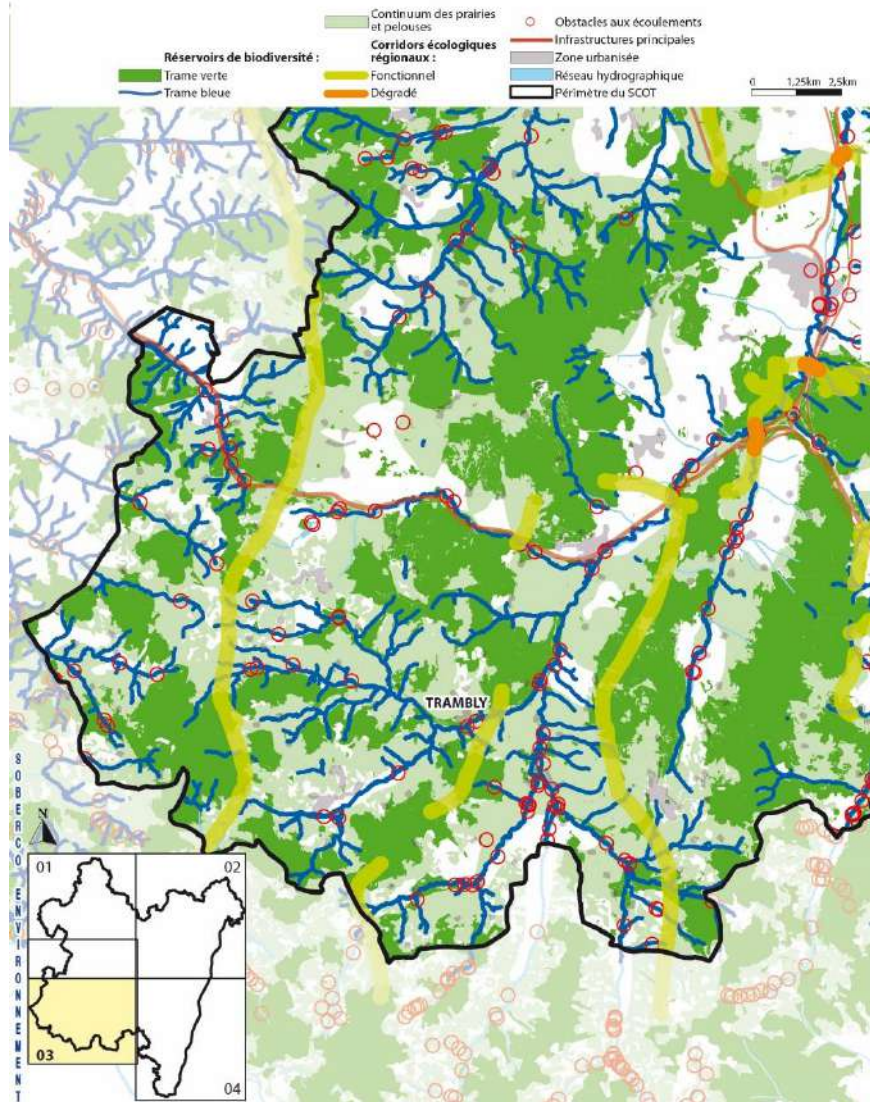 Continuum des prairies
et pelouses
Obstacles aux écoulements
Infrastructures principales
Réservoirs de biodiversité :
Corridors écologiques
régionaux :
Zone urbanisée
Trame verte
Fonctionnel
Réseau hydrographique
Trame bleue
Dégradé
Périmètre du SCOT
0 1,25km 2,5km
TRAMBLY
SOBERCO ENVIRONNEMENT
N
01
02
03
04